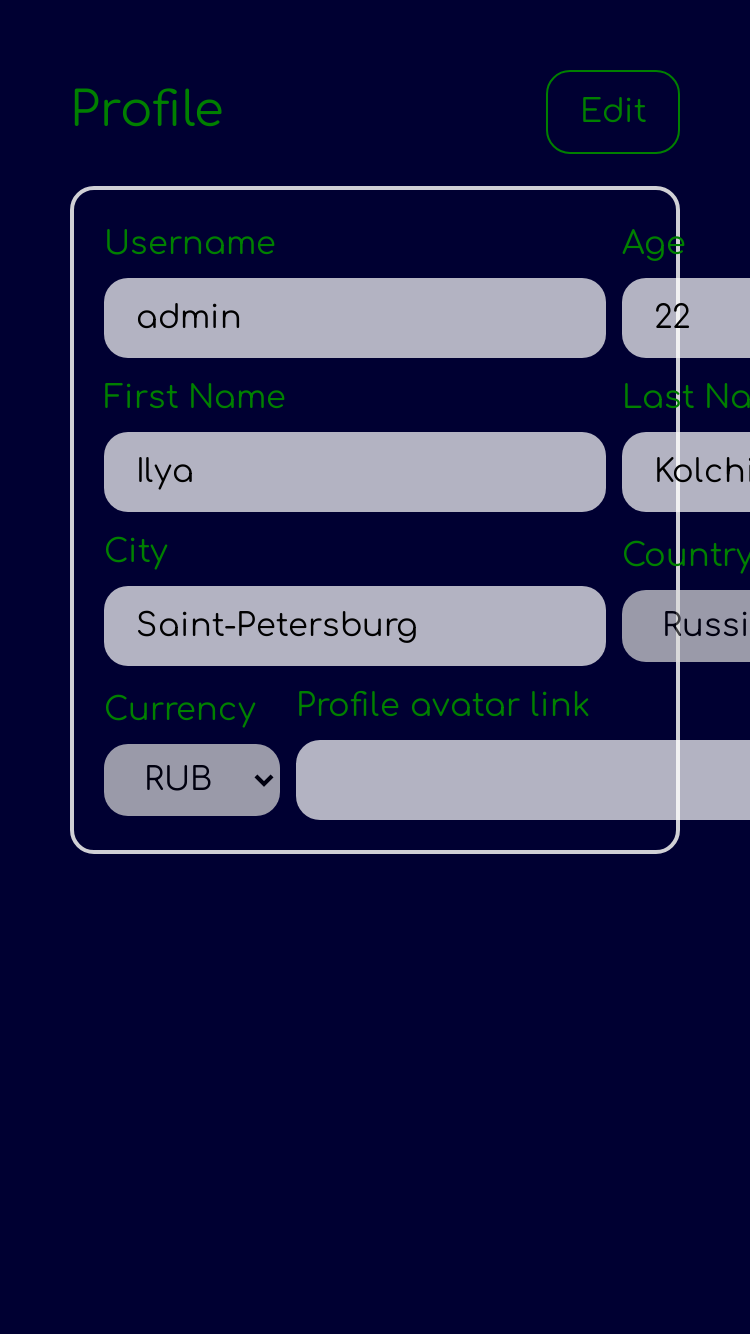 Profile
Edit
Username
Age
admin
22
First Name
Last Na
Ilya
Kolchi
City
Country
Saint-Petersburg
Russi
Currency
Profile avatar link
RUB